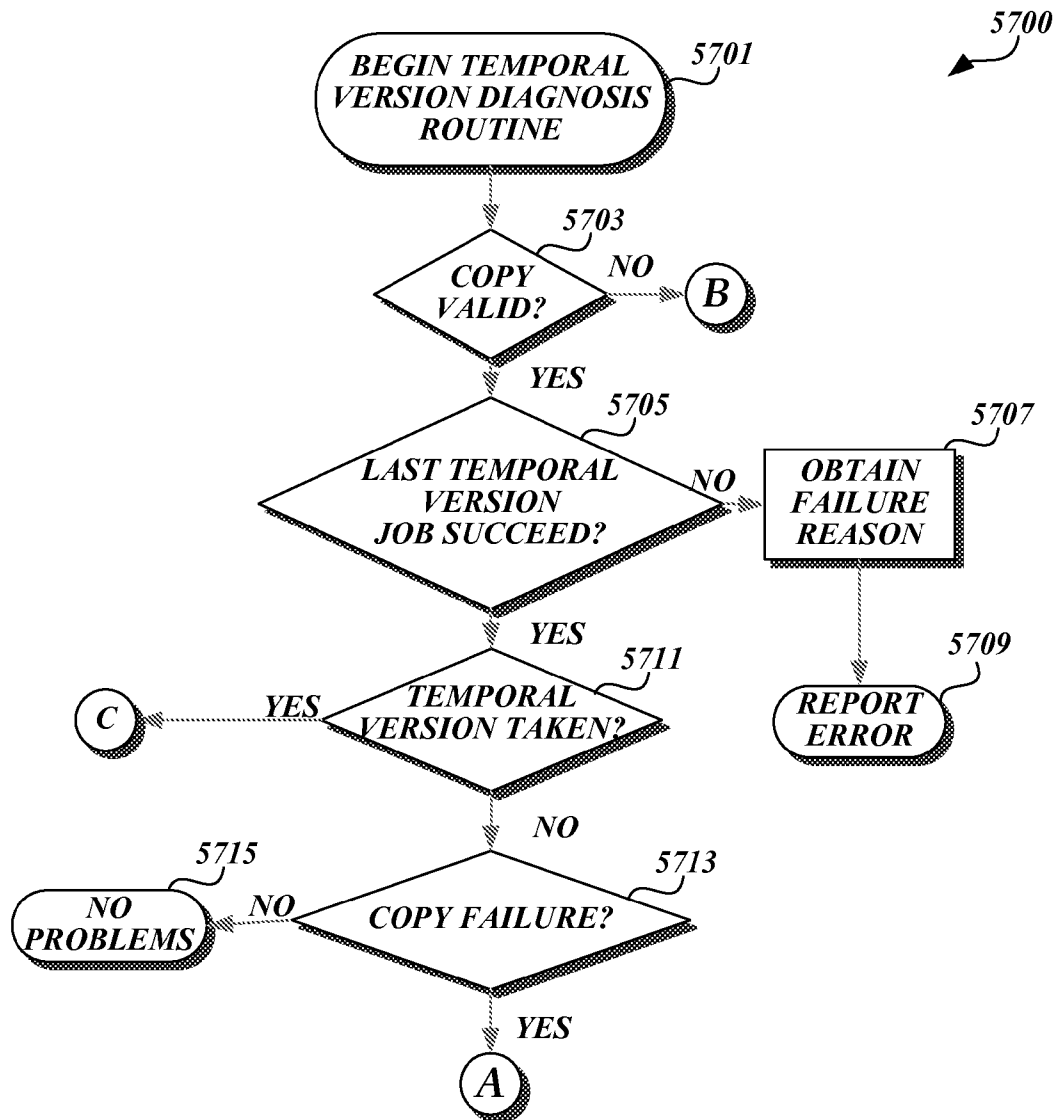 5700
5701
BEGIN TEMPORAL
VERSION DIAGNOSIS
ROUTINE
5703
COPY
VALID?
NO
B
YES
5705
LAST TEMPORAL
VERSION
JOB SUCCEED?
NO
5707
OBTAIN
FAILURE
REASON
YES
5709
REPORT
ERROR
5711
TEMPORAL
VERSION TAKEN?
YES
C
NO
5713
COPY FAILURE?
NO
5715
NO
PROBLEMS
YES
A